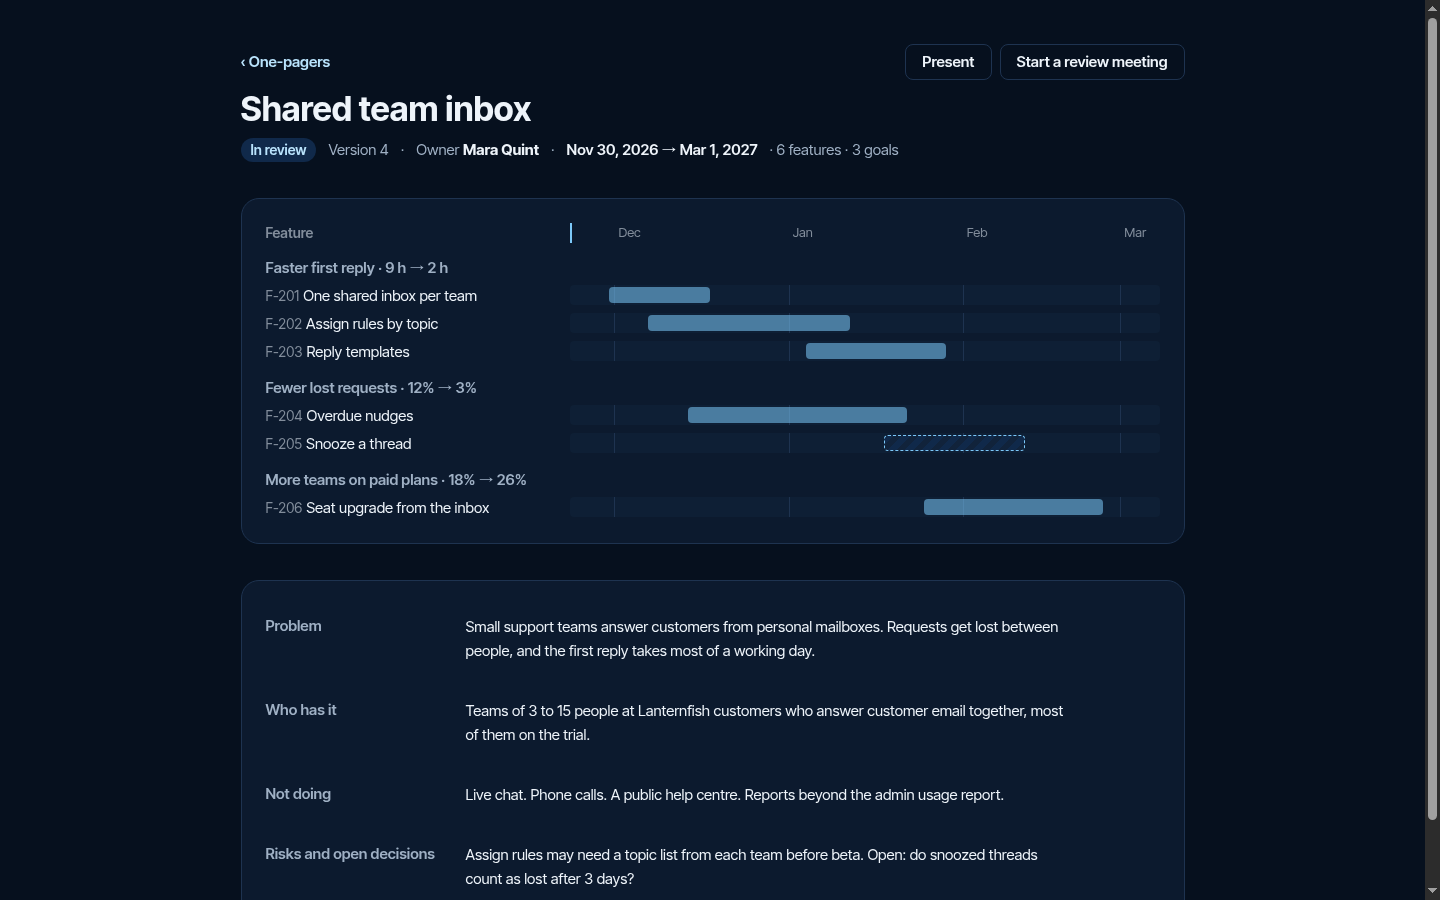 ‹ One-pagers
Present
Start a review meeting
Shared team inbox
In review Version 4 · Owner Mara Quint · Nov 30, 2026 → Mar 1, 2027 · 6 features · 3 goals
Feature Dec Jan Feb Mar
Faster first reply · 9 h → 2 h
F-201 One shared inbox per team
F-202 Assign rules by topic
F-203 Reply templates
Fewer lost requests · 12% → 3%
F-204 Overdue nudges
F-205 Snooze a thread
More teams on paid plans · 18% → 26%
F-206 Seat upgrade from the inbox
Problem
Small support teams answer customers from personal mailboxes. Requests get lost between
people, and the first reply takes most of a working day.
Who has it
Teams of 3 to 15 people at Lanternfish customers who answer customer email together, most
of them on the trial.
Not doing
Live chat. Phone calls. A public help centre. Reports beyond the admin usage report.
Risks and open decisions
Assign rules may need a topic list from each team before beta. Open: do snoozed threads
count as lost after 3 days?